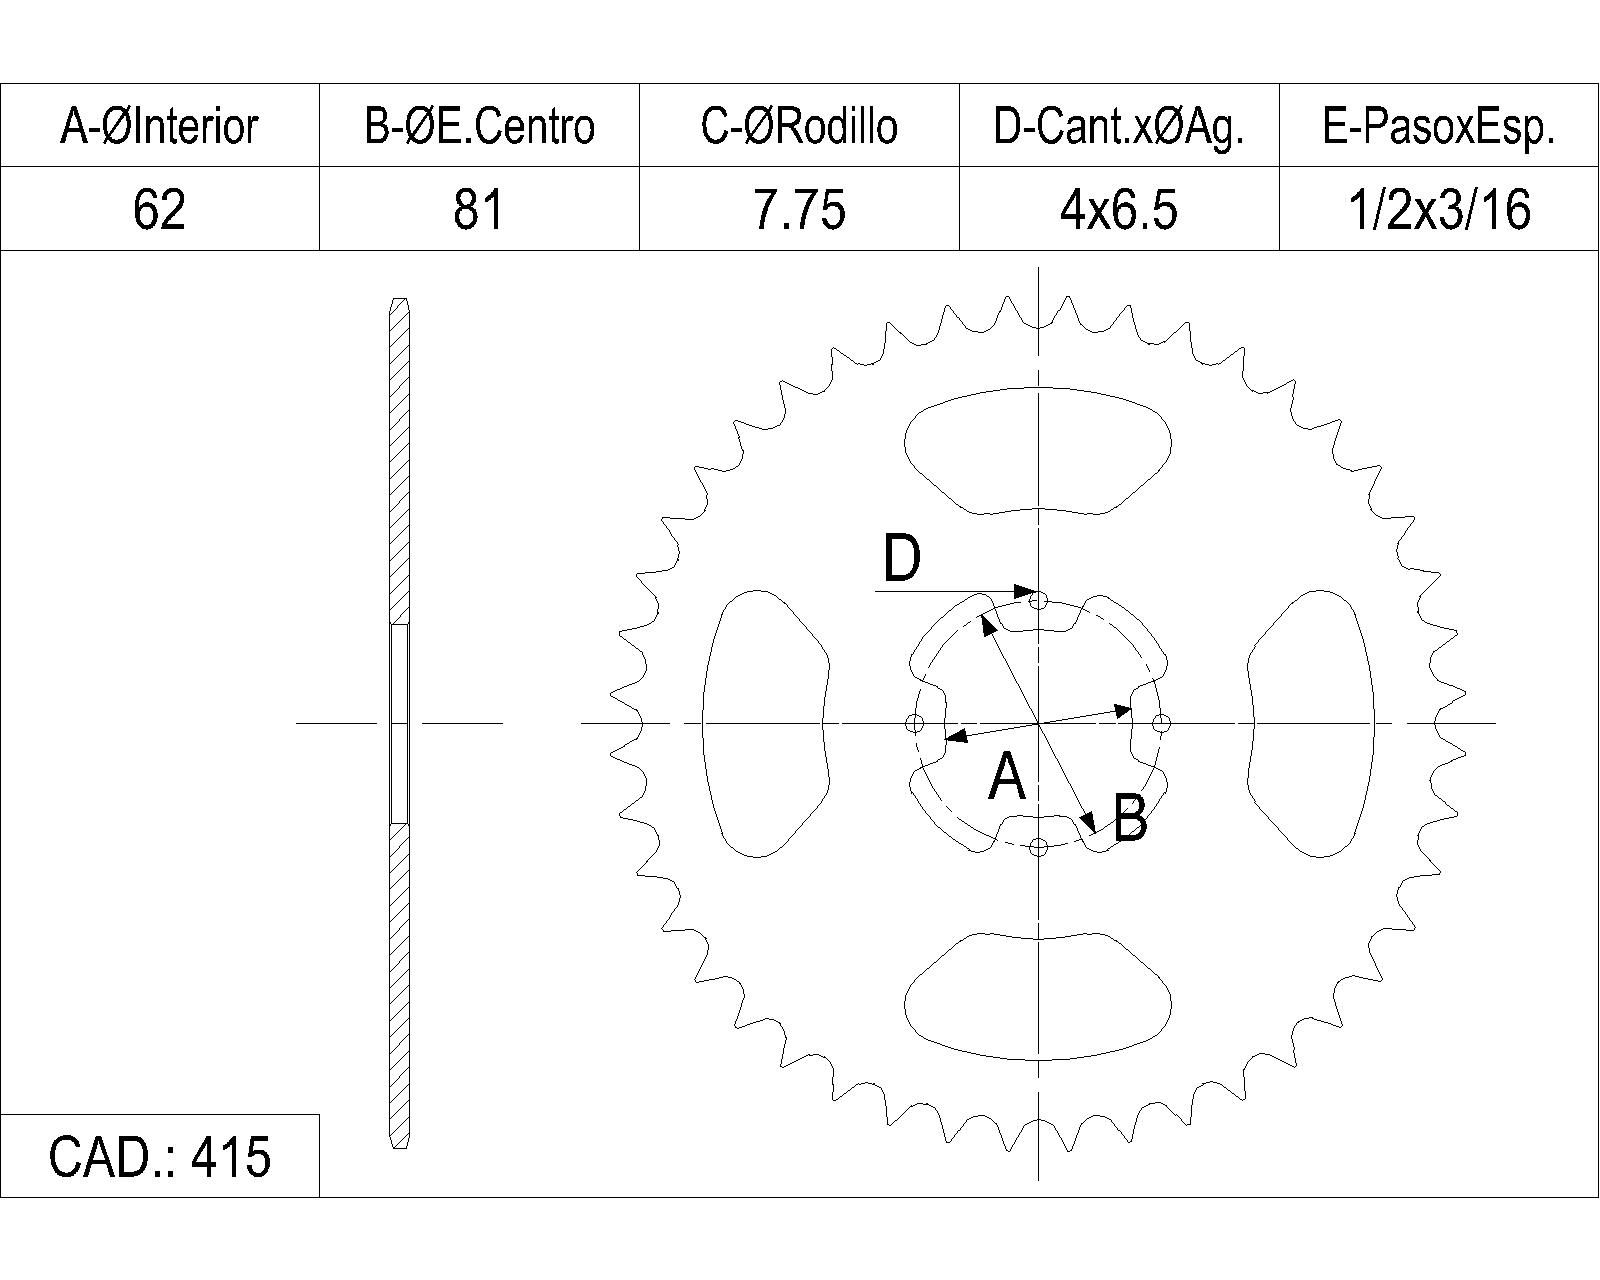 A-ØInterior B-ØE.Centro C-ØRodillo D-Cant.xØAg. E-PasoxEsp.
62 81 7.75 4x6.5 1/2x3/16
D
A
B
CAD.: 415